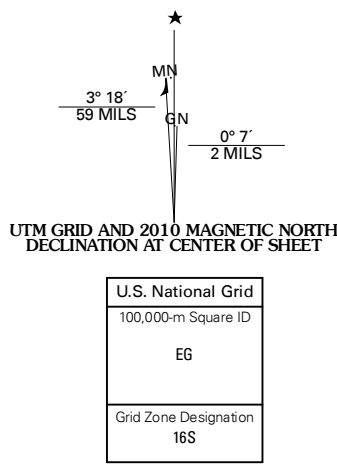 MN
3° 18´
59 MILS
GN
0° 7´
2 MILS
UTM GRID AND 2010 MAGNETIC NORTH
DECLINATION AT CENTER OF SHEET
U.S. National Grid
100,000-m Square ID
EG
Grid Zone Designation
16S